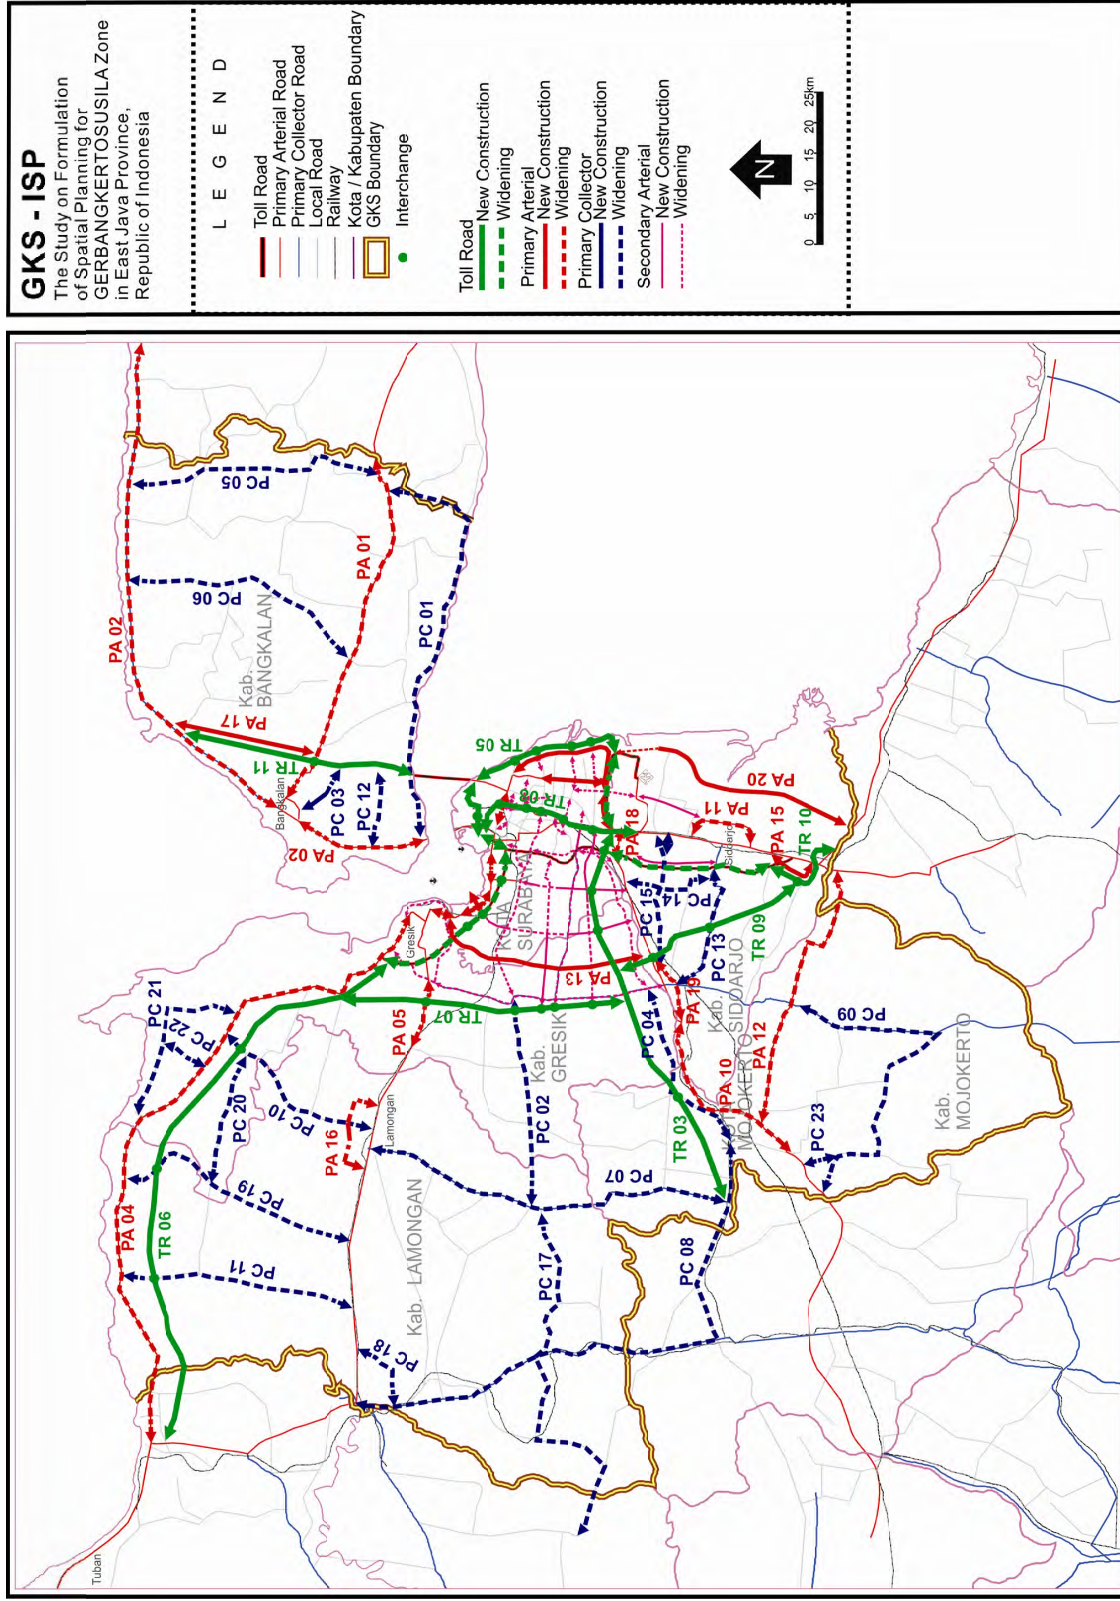 GKS - ISP
The Study on Formulation
of Spatial Planning for
GERBANGKERTOSUSILA Zone
in East Java Province,
Republic of Indonesia
L E G E N D
Toll Road
Primary Arterial Road
Primary Collector Road
Local Road
Railway
Kota / Kabupaten Boundary
GKS Boundary
Interchange
Toll Road
New Construction
Widening
Primary Arterial
New Construction
Widening
Primary Collector
New Construction
Widening
Secondary Arterial
New Construction
Widening
N
0 5 10 15 20 25km
Tuban
PA 04
TR 06
PC 11
PC 19
PC 20
PC 10
PC 22
PC 21
PA 16
Lamongan
Kab. LAMONGAN
PC 18
PC 17
PC 08
PC 07
PC 02
Kab.
GRESIK
PA 05
TR 07
Gresik
PA 13
KOTA
SURABAYA
PC 04
TR 03
PA 10
PA 19
KOTA
MOJOKERTO
Kab.
SIDOARJO
PA 12
PC 09
PC 23
Kab.
MOJOKERTO
PC 15
PC 14
PC 13
TR 09
Sidoarjo
PA 18
PA 11
PA 15
TR 10
PA 20
TR 05
TR 08
PA 02
Bangkalan
PC 03
PC 12
TR 11
PA 17
PA 02
Kab.
BANGKALAN
PC 06
PC 05
PA 01
PC 01